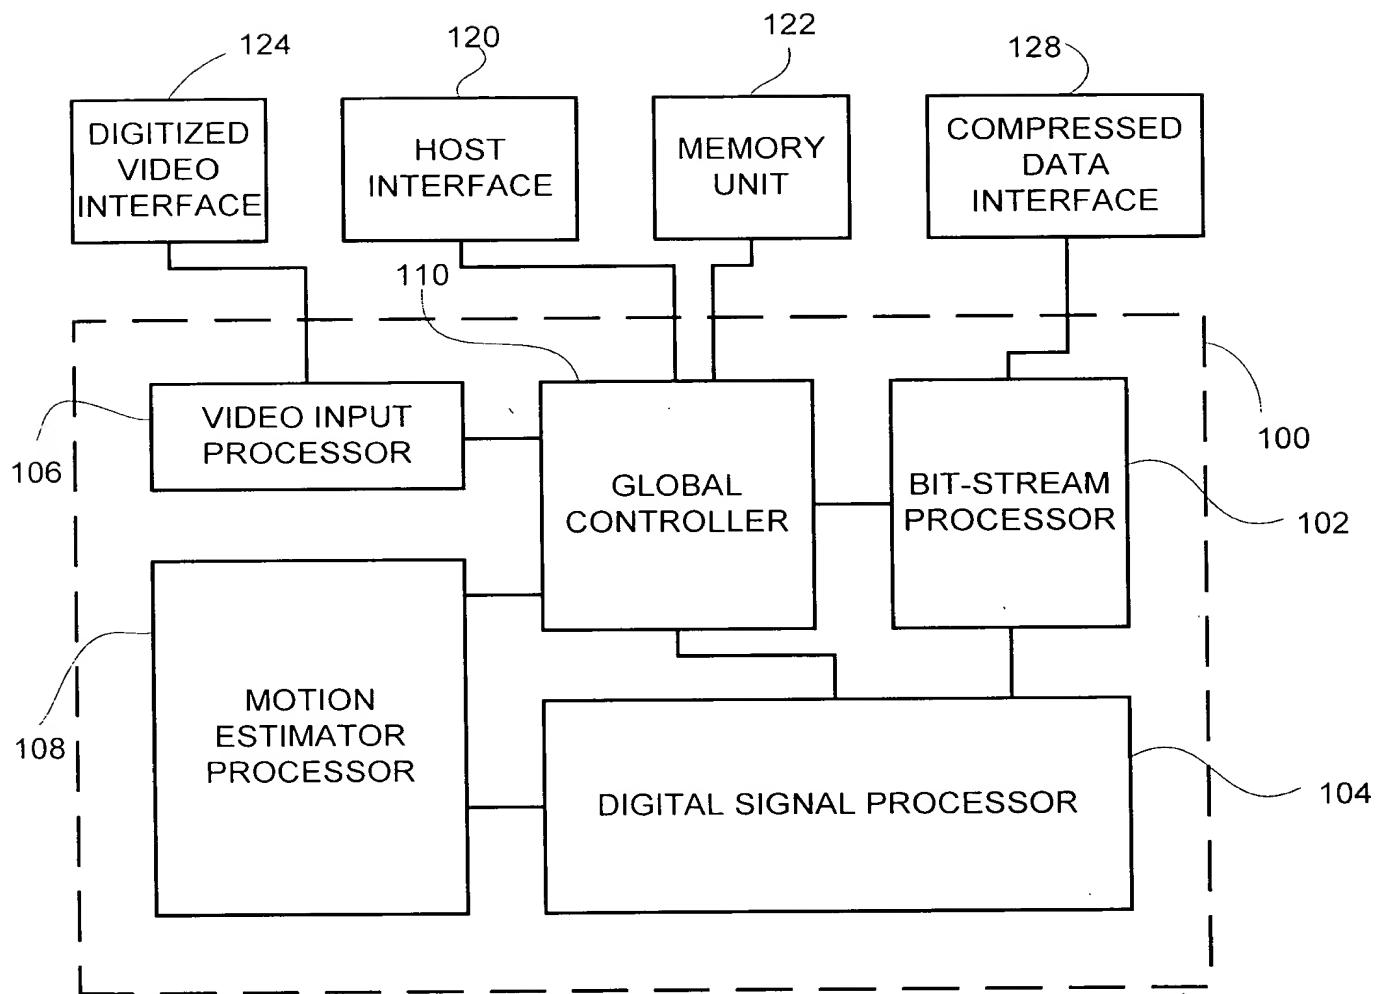 124
120
122
128
DIGITIZED
VIDEO
INTERFACE
HOST
INTERFACE
MEMORY
UNIT
COMPRESSED
DATA
INTERFACE
110
VIDEO INPUT
PROCESSOR
106
GLOBAL
CONTROLLER
BIT-STREAM
PROCESSOR
100
102
MOTION
ESTIMATOR
PROCESSOR
108
DIGITAL SIGNAL PROCESSOR
104